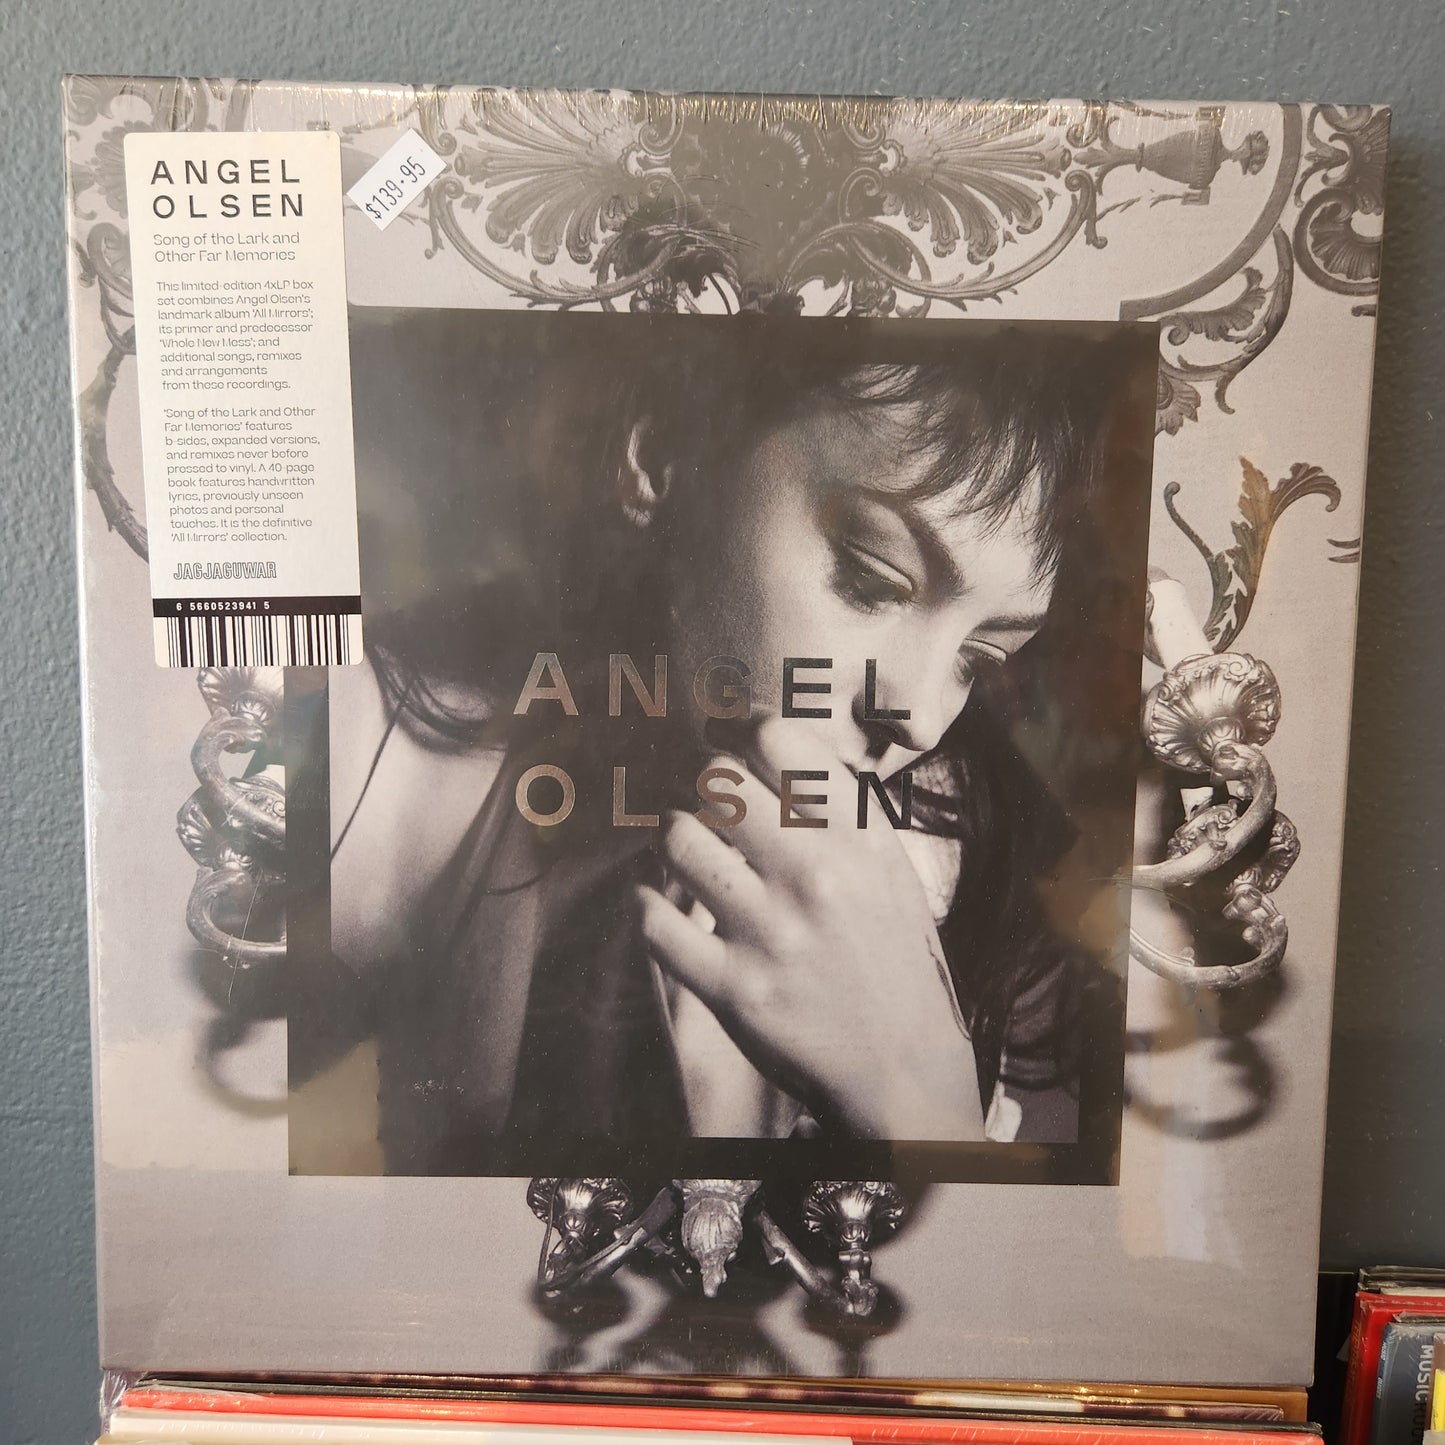 ANGEL
OLSEN
Song of the Lark and
Other Far Memories
This limited-edition 4xLP box
set combines Angel Olsen's
landmark album 'All Mirrors';
its primer and predecessor
'Whole New Mess'; and
additional songs, remixes
and arrangements
from these recordings.
'Song of the Lark and Other
Far Memories' features
b-sides, expanded versions,
and remixes never before
pressed to vinyl. A 40-page
book features handwritten
lyrics, previously unseen
photos and personal
touches. It is the definitive
'All Mirrors' collection.
JAGJAGUWAR
6 5660523941 5
$139.95
ANGEL
OLSEN